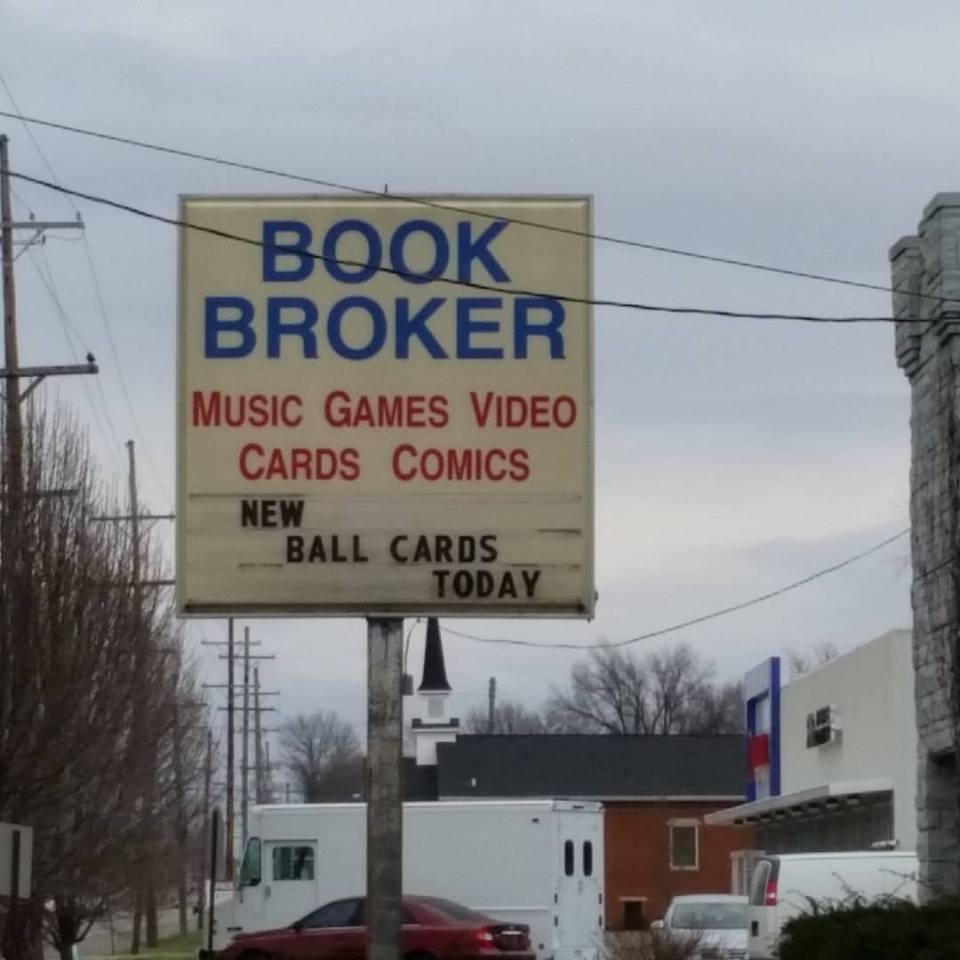 BOOK
BROKER
MUSIC GAMES VIDEO
CARDS COMICS
NEW
BALL CARDS
TODAY